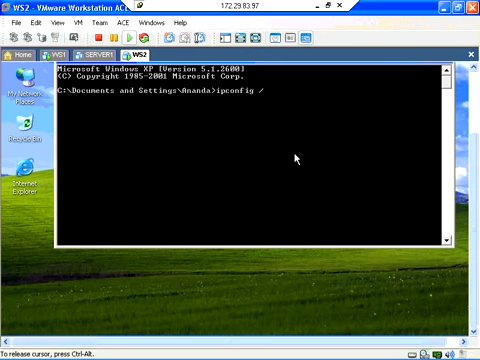 WS2 - VMware Workstation ACE
172.29.83.97
File Edit View VM Team ACE Windows Help
Home WS1 SERVER1 WS2
My Network
Places
Recycle Bin
Internet
Explorer
Microsoft Windows XP [Version 5.1.2600]
(C) Copyright 1985-2001 Microsoft Corp.
C:\Documents and Settings\Ananda>ipconfig /
To release cursor, press Ctrl-Alt.